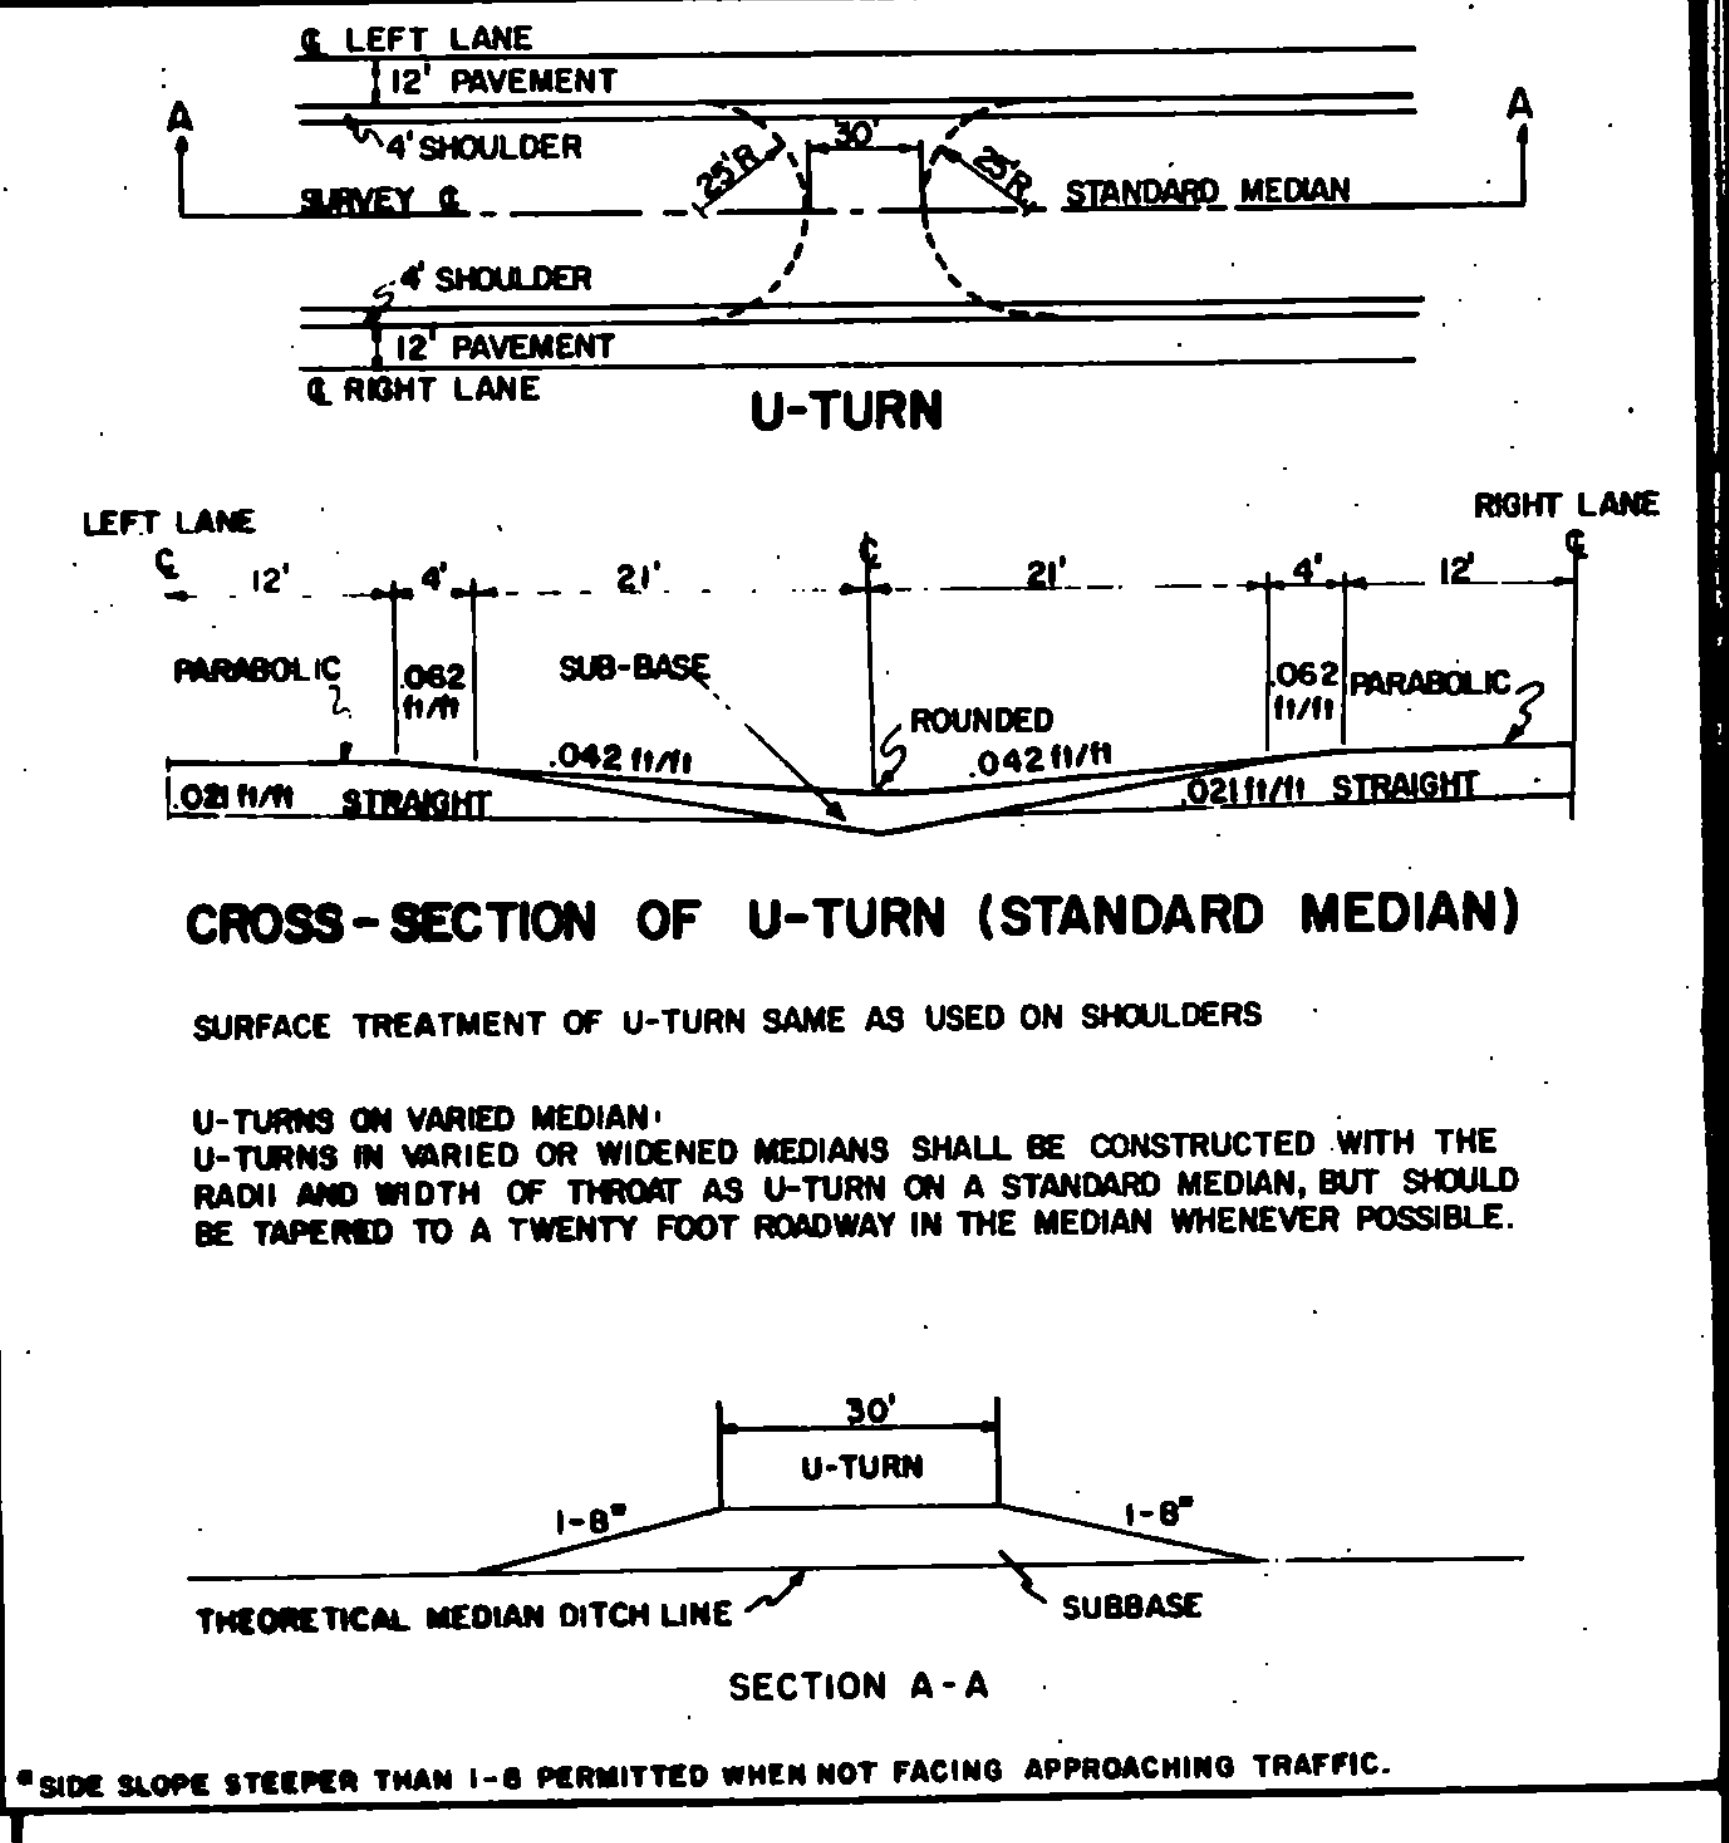 ℄ LEFT LANE
12' PAVEMENT
A
A
4' SHOULDER
30'
25'R
25'R
SURVEY ℄
STANDARD MEDIAN
4' SHOULDER
12' PAVEMENT
℄ RIGHT LANE
U-TURN
LEFT LANE
℄
RIGHT LANE
℄
℄
12'
4'
21'
21'
4'
12'
PARABOLIC
.062
ft/ft
SUB-BASE
ROUNDED
.062
ft/ft
PARABOLIC
.042 ft/ft
.042 ft/ft
.021 ft/ft
STRAIGHT
.021 ft/ft STRAIGHT
CROSS-SECTION OF U-TURN (STANDARD MEDIAN)
SURFACE TREATMENT OF U-TURN SAME AS USED ON SHOULDERS
U-TURNS ON VARIED MEDIAN:
U-TURNS IN VARIED OR WIDENED MEDIANS SHALL BE CONSTRUCTED WITH THE
RADII AND WIDTH OF THROAT AS U-TURN ON A STANDARD MEDIAN, BUT SHOULD
BE TAPERED TO A TWENTY FOOT ROADWAY IN THE MEDIAN WHENEVER POSSIBLE.
30'
U-TURN
1-8*
1-8*
THEORETICAL MEDIAN DITCH LINE
SUBBASE
SECTION A-A
*SIDE SLOPE STEEPER THAN 1-8 PERMITTED WHEN NOT FACING APPROACHING TRAFFIC.